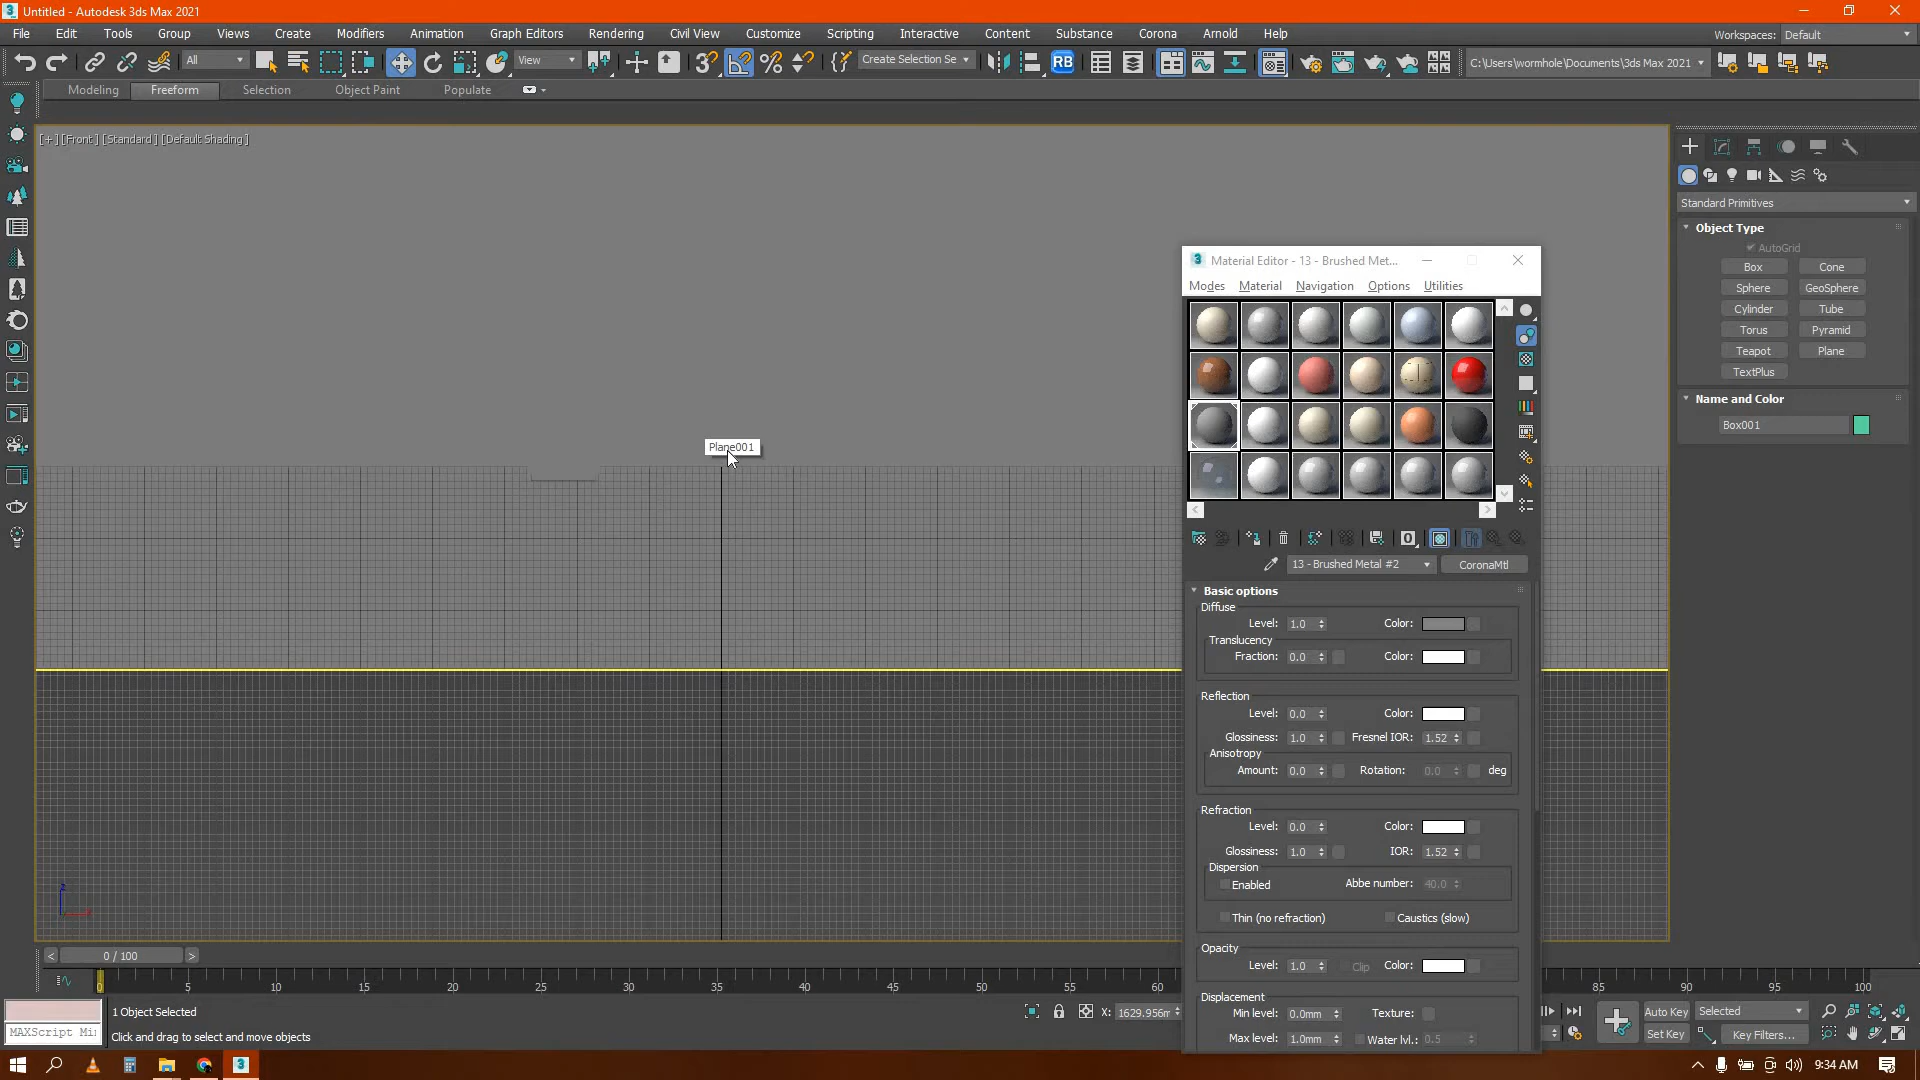 Untitled - Autodesk 3ds Max 2021
File Edit Tools Group Views Create Modifiers Animation Graph Editors Rendering Civil View Customize Scripting Interactive Content Substance Corona Arnold Help
Workspaces: Default
All View Create Selection Se C:\Users\wormhole\Documents\3ds Max 2021
Modeling Freeform Selection Object Paint Populate
[+] [Front] [Standard] [Default Shading]
Standard Primitives
Object Type
AutoGrid
Box Cone
Sphere GeoSphere
Cylinder Tube
Torus Pyramid
Teapot Plane
TextPlus
Name and Color
Box001
Plane001
Material Editor - 13 - Brushed Met...
Modes Material Navigation Options Utilities
13 - Brushed Metal #2 CoronaMtl
Basic options
Diffuse
Level: 1.0 Color:
Translucency
Fraction: 0.0 Color:
Reflection
Level: 0.0 Color:
Glossiness: 1.0 Fresnel IOR: 1.52
Anisotropy
Amount: 0.0 Rotation: 0.0 deg
Refraction
Level: 0.0 Color:
Glossiness: 1.0 IOR: 1.52
Dispersion
Enabled Abbe number: 40.0
Thin (no refraction) Caustics (slow)
Opacity
Level: 1.0 Clip Color:
Displacement
Min level: 0.0mm Texture:
Max level: 1.0mm Water lvl.: 0.5
z
0 / 100
0 5 10 15 20 25 30 35 40 45 50 55 60 85 90 95 100
1 Object Selected
X: 1629.956m
Auto Key Selected
MAXScript Mi
Click and drag to select and move objects
Set Key Key Filters...
9:34 AM